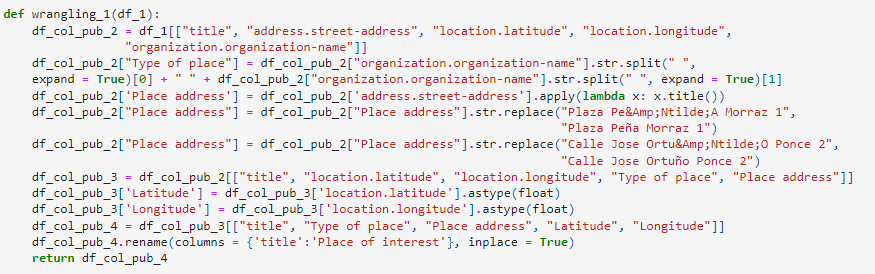 def wrangling_1(df_1):
    df_col_pub_2 = df_1[["title", "address.street-address", "location.latitude", "location.longitude",
                "organization.organization-name"]]
    df_col_pub_2["Type of place"] = df_col_pub_2["organization.organization-name"].str.split(" ",
    expand = True)[0] + " " + df_col_pub_2["organization.organization-name"].str.split(" ", expand = True)[1]
    df_col_pub_2['Place address'] = df_col_pub_2['address.street-address'].apply(lambda x: x.title())
    df_col_pub_2["Place address"] = df_col_pub_2["Place address"].str.replace("Plaza Pe&Amp;Ntilde;A Morraz 1",
                                                                              "Plaza Peña Morraz 1")
    df_col_pub_2["Place address"] = df_col_pub_2["Place address"].str.replace("Calle Jose Ortu&Amp;Ntilde;O Ponce 2",
                                                                              "Calle Jose Ortuño Ponce 2")
    df_col_pub_3 = df_col_pub_2[["title", "location.latitude", "location.longitude", "Type of place", "Place address"]]
    df_col_pub_3['Latitude'] = df_col_pub_3['location.latitude'].astype(float)
    df_col_pub_3['Longitude'] = df_col_pub_3['location.longitude'].astype(float)
    df_col_pub_4 = df_col_pub_3[["title", "Type of place", "Place address", "Latitude", "Longitude"]]
    df_col_pub_4.rename(columns = {'title':'Place of interest'}, inplace = True)
    return df_col_pub_4